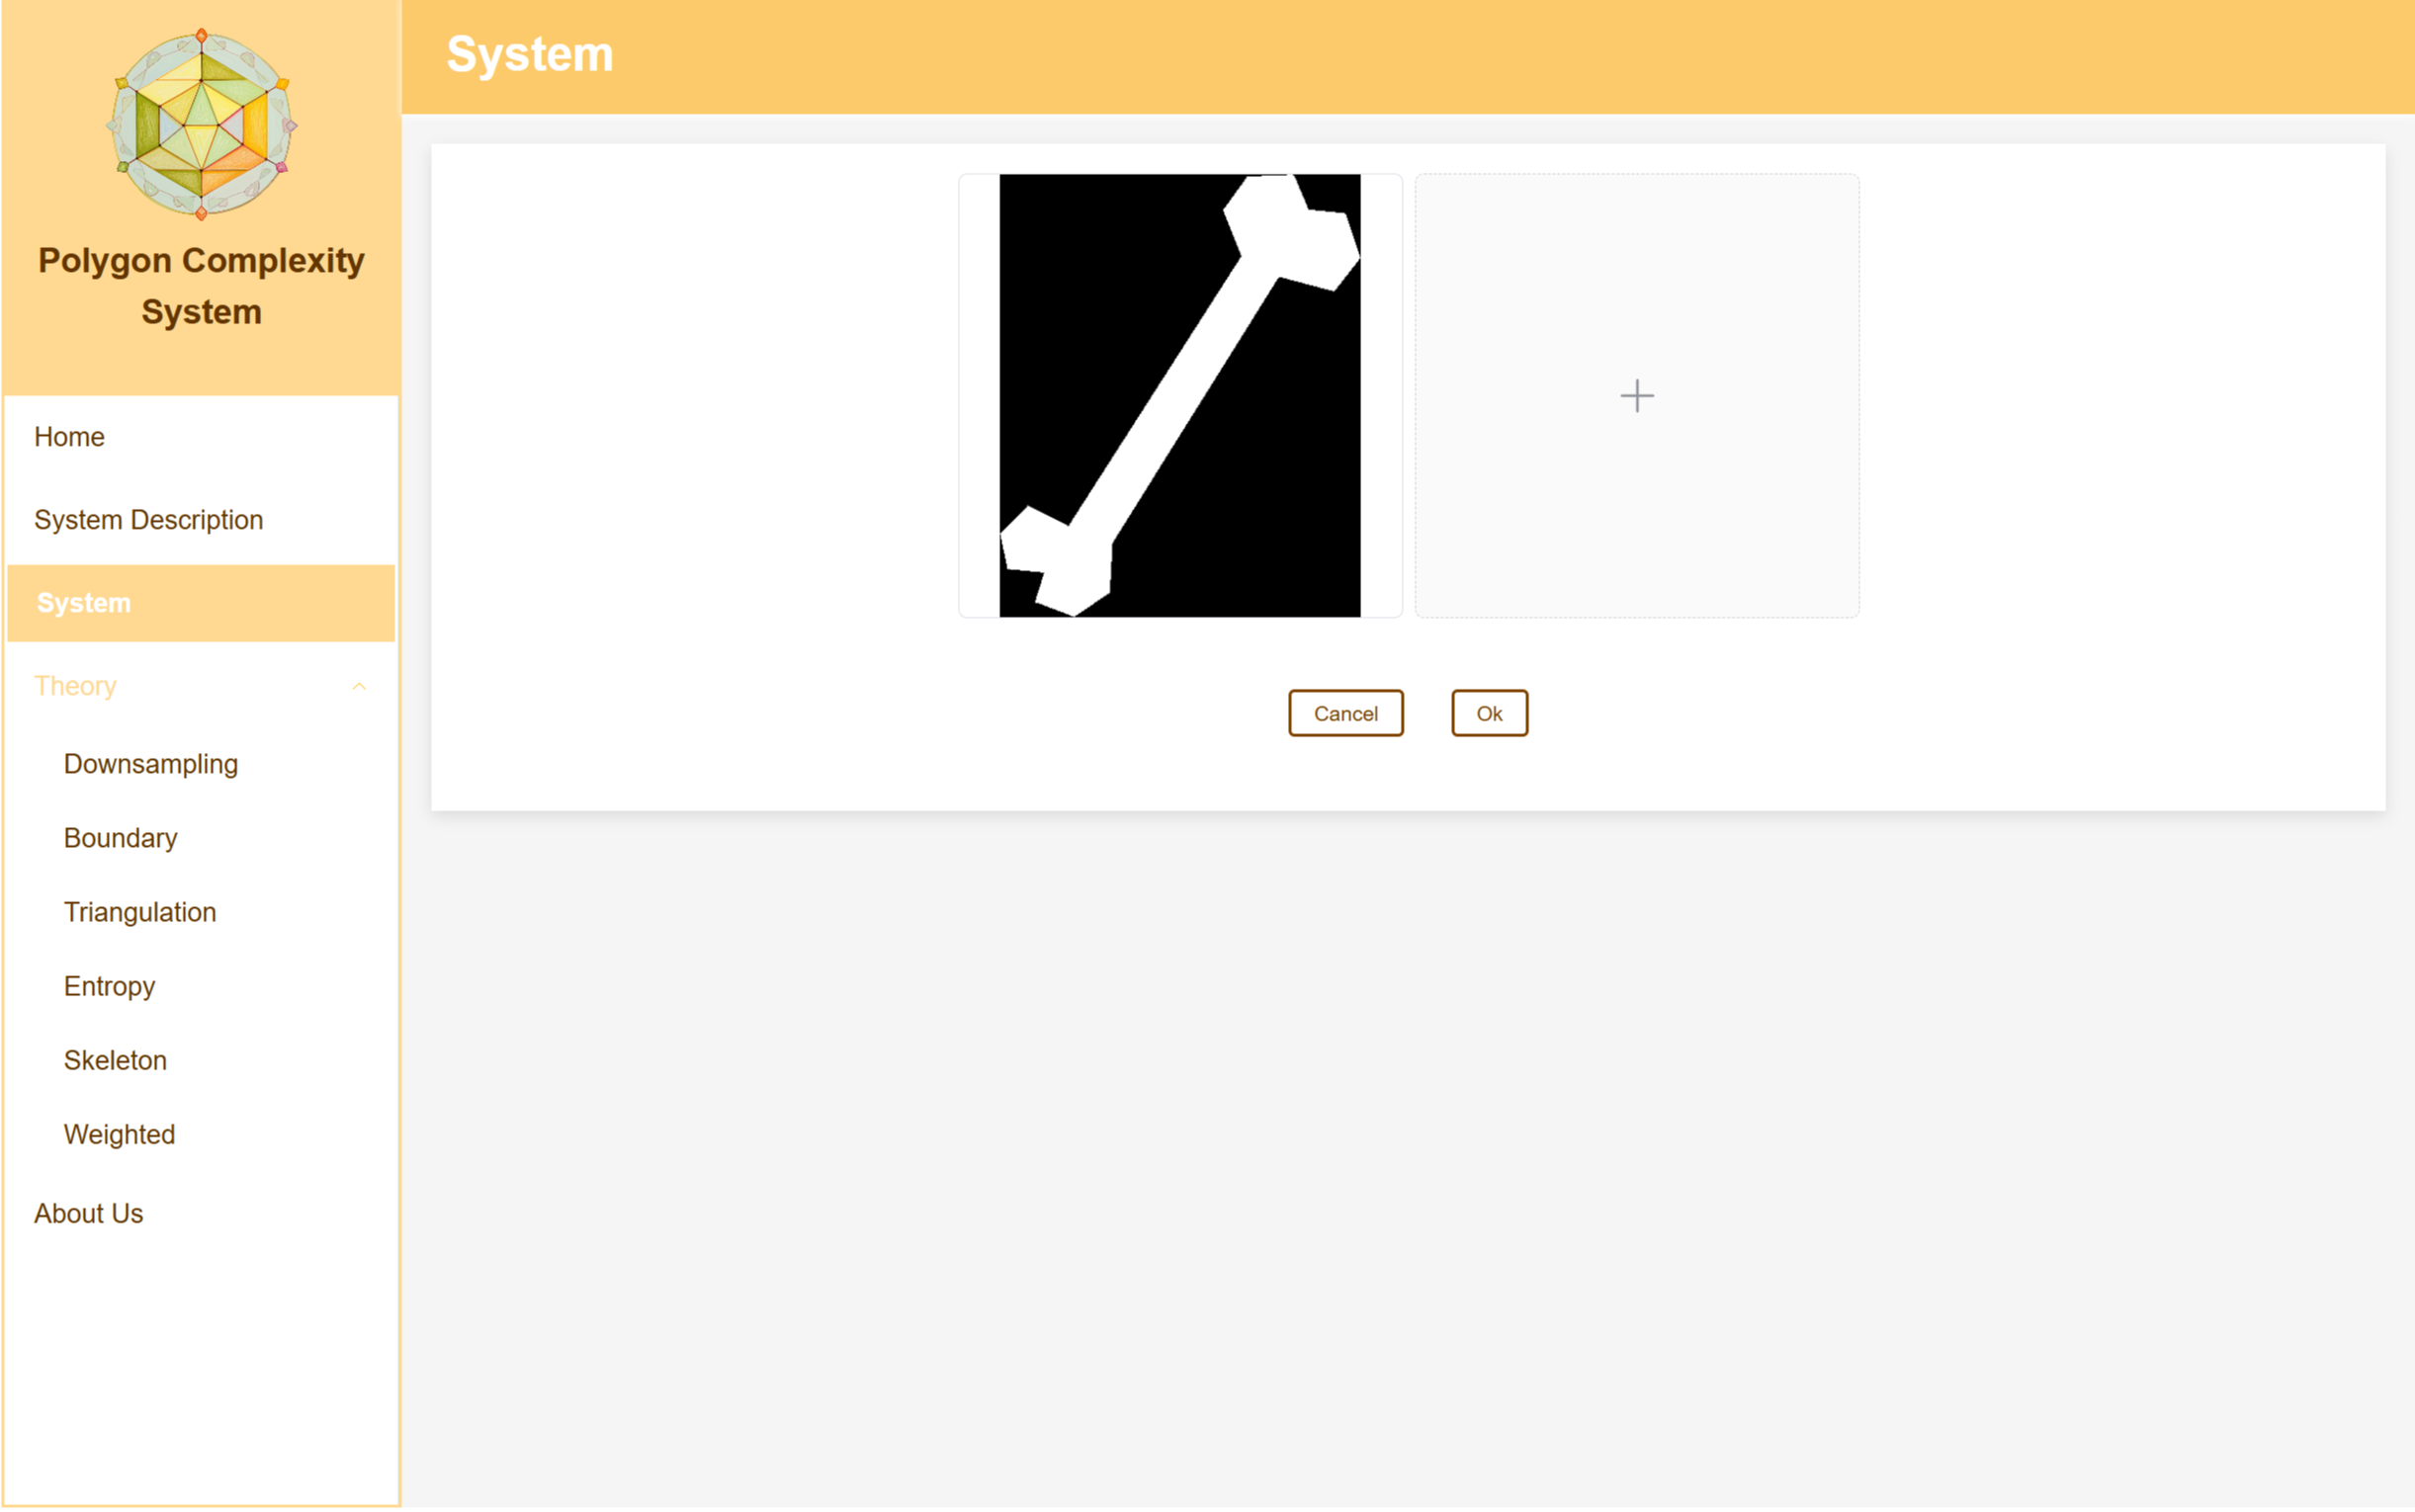 Polygon Complexity
System
Home
System Description
System
Theory
Downsampling
Boundary
Triangulation
Entropy
Skeleton
Weighted
About Us
System
Cancel
Ok